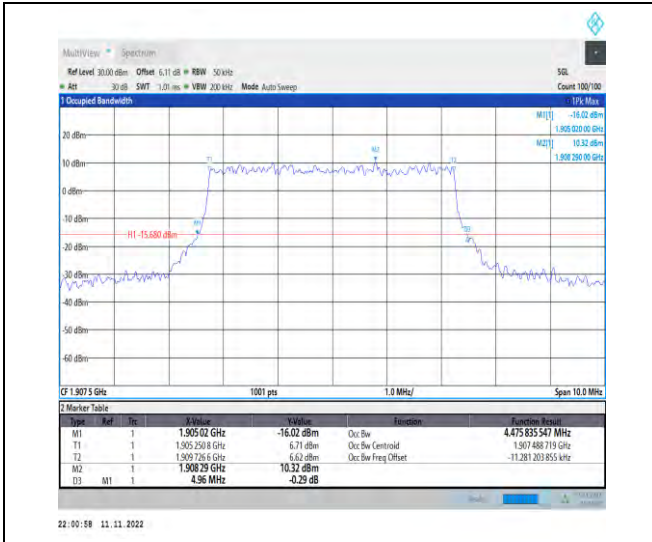 MultiView Spectrum
Ref Level 30.00 dBm Offset 6.11 dB RBW 50 kHz SGL
Att 30 dB SWT 1.01 ms VBW 200 kHz Mode Auto Sweep Count 100/100
1 Occupied Bandwidth 1Pk Max
M1[1] -16.02 dBm
1.905 020 00 GHz
M2[1] 10.32 dBm
1.908 290 00 GHz
20 dBm
M2
T1 T2
10 dBm
0 dBm
-10 dBm
M1
D3
H1 -15.680 dBm
-20 dBm
-30 dBm
-40 dBm
-50 dBm
-60 dBm
CF 1.907 5 GHz 1001 pts 1.0 MHz/ Span 10.0 MHz
2 Marker Table
Type Ref Trc X-Value Y-Value Function Function Result
M1 1 1.905 02 GHz -16.02 dBm Occ Bw 4.475 835 547 MHz
T1 1 1.905 250 8 GHz 6.71 dBm Occ Bw Centroid 1.907 488 719 GHz
T2 1 1.909 726 6 GHz 6.62 dBm Occ Bw Freq Offset -11.281 203 855 kHz
M2 1 1.908 29 GHz 10.32 dBm
D3 M1 1 4.96 MHz -0.29 dB
22:00:58 11.11.2022